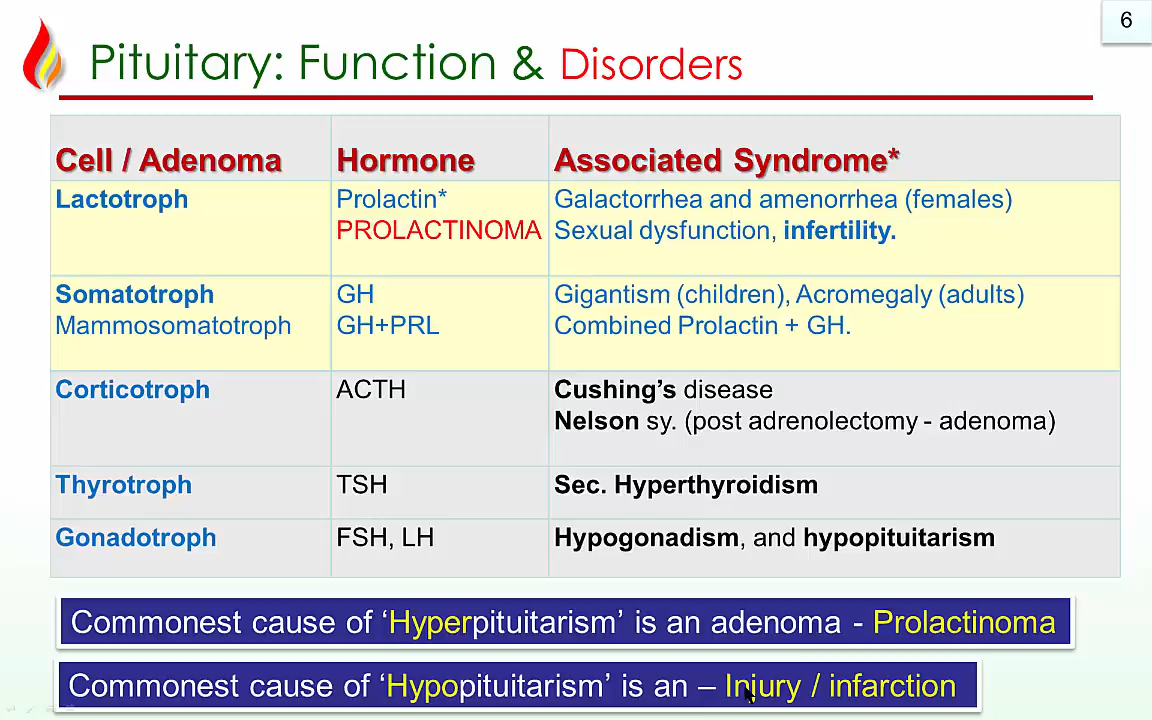 6
Pituitary: Function & Disorders
Cell / Adenoma Hormone Associated Syndrome*
Lactotroph Prolactin* Galactorrhea and amenorrhea (females)
PROLACTINOMA Sexual dysfunction, infertility.
Somatotroph GH Gigantism (children), Acromegaly (adults)
Mammosomatotroph GH+PRL Combined Prolactin + GH.
Corticotroph ACTH Cushing’s disease
Nelson sy. (post adrenolectomy - adenoma)
Thyrotroph TSH Sec. Hyperthyroidism
Gonadotroph FSH, LH Hypogonadism, and hypopituitarism
Commonest cause of ‘Hyperpituitarism’ is an adenoma - Prolactinoma
Commonest cause of ‘Hypopituitarism’ is an – Injury / infarction